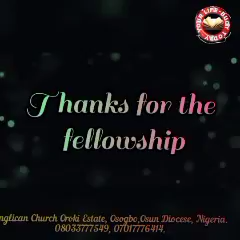 Thanks for the
fellowship
nglican Church Oroki Estate, Osogbo,Osun Diocese, Nigeria.
08033777549, 07017776414.